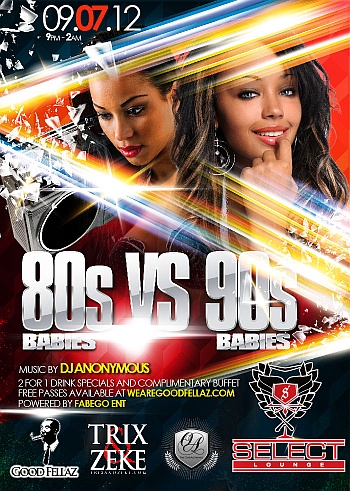 09.07.12
9PM - 2AM
80s VS 90s
BABIES BABIES
MUSIC BY DJ ANONYMOUS
2 FOR 1 DRINK SPECIALS AND COMPLIMENTARY BUFFET
FREE PASSES AVAILABLE AT WEAREGOODFELLAZ.COM
POWERED BY FABEGO ENT
GOOD FELLAZ
TRIX
&
ZEKE
TRIXANDZEKE.COM
S
SELECT
LOUNGE